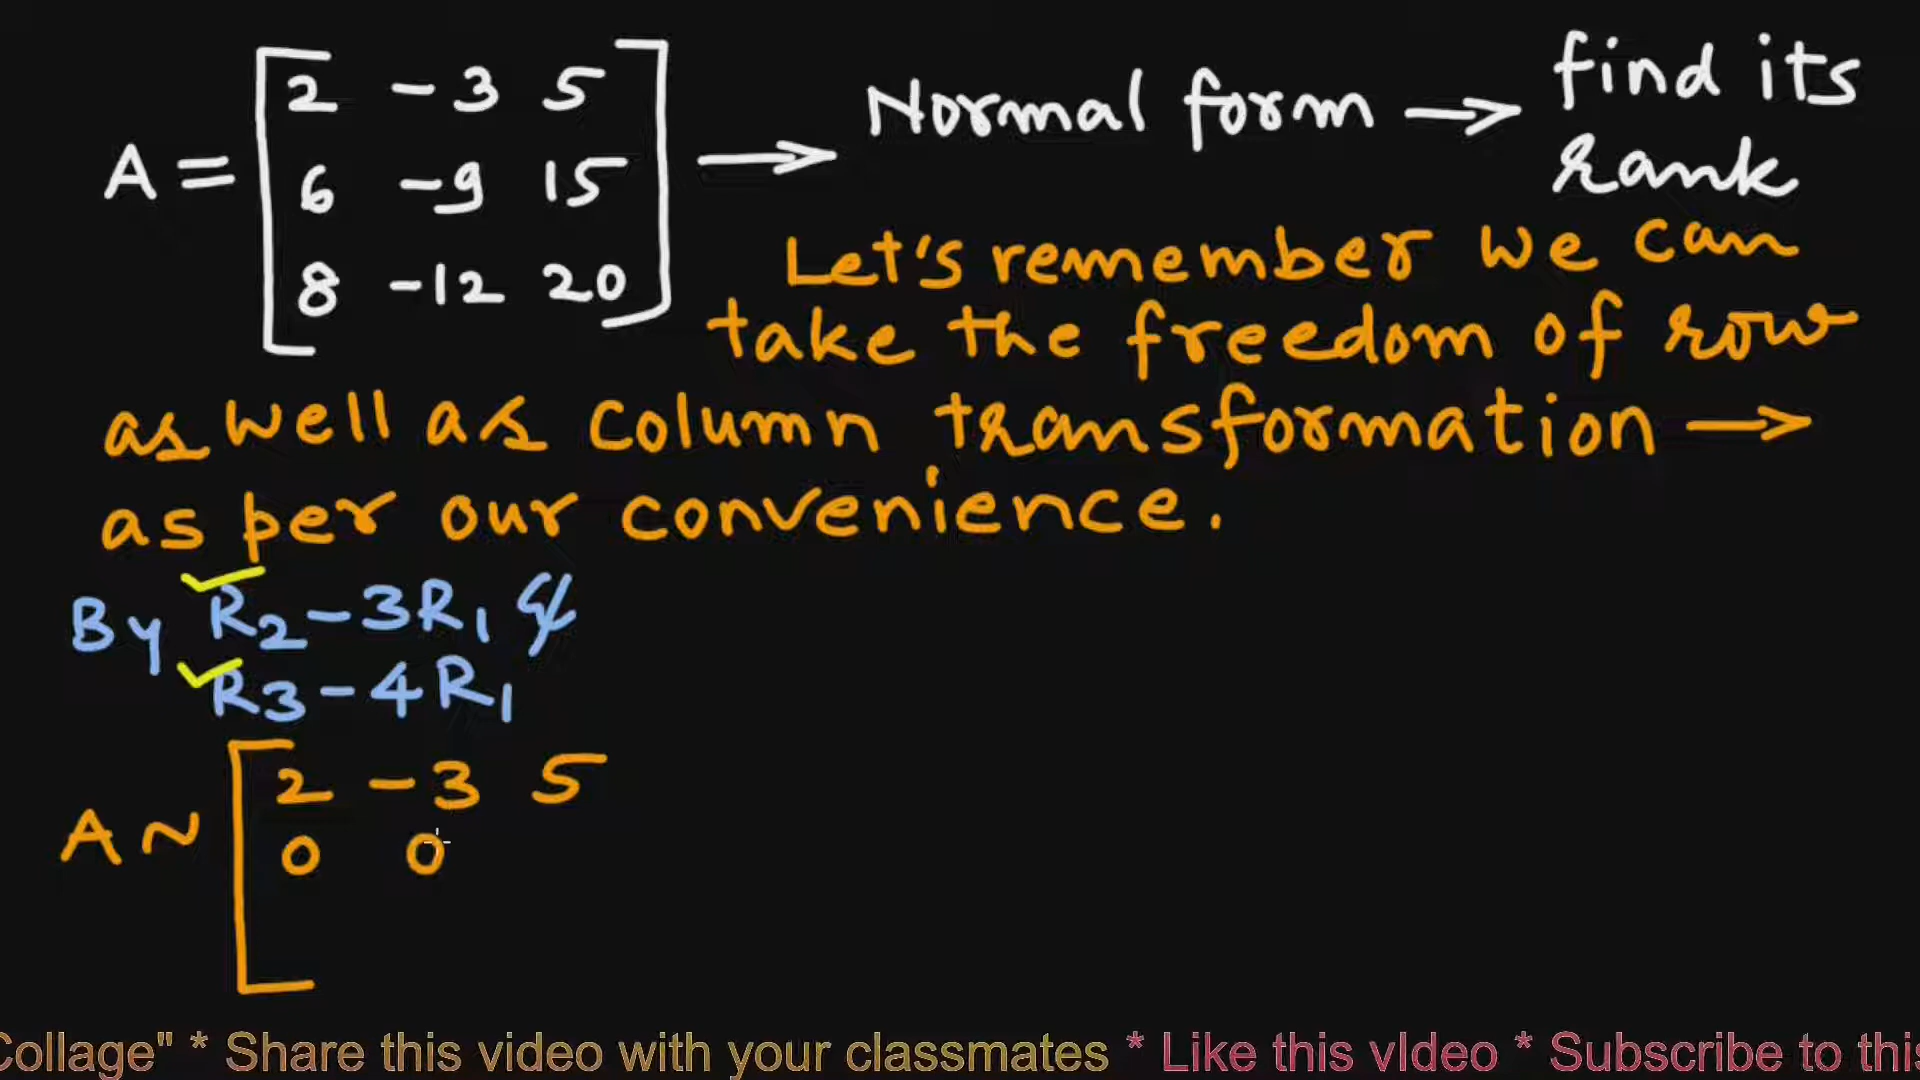 A = [ 2 -3 5
6 -9 15
8 -12 20 ] → Normal form → find its rank
Let's remember we can
take the freedom of row
as well as column transformation →
as per our convenience.
By R2 - 3R1 &
R3 - 4R1
A ~ [ 2 -3 5
0 0
Collage" * Share this video with your classmates * Like this vIdeo * Subscribe to this